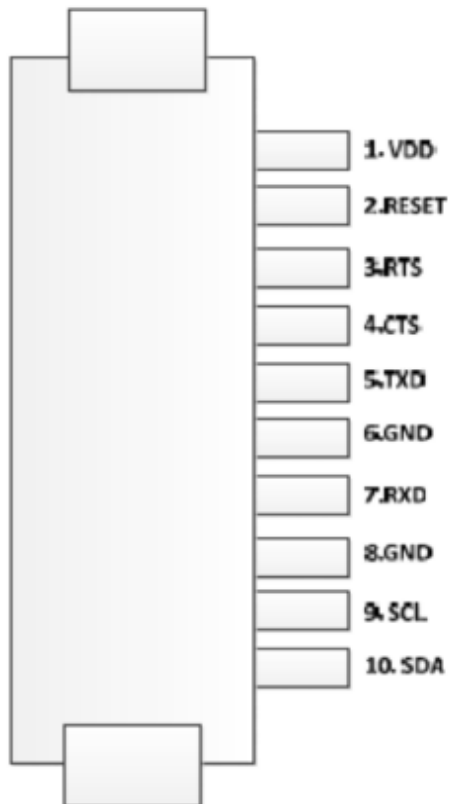 1. VDD
2.RESET
3.RTS
4.CTS
5.TXD
6.GND
7.RXD
8.GND
9. SCL
10. SDA